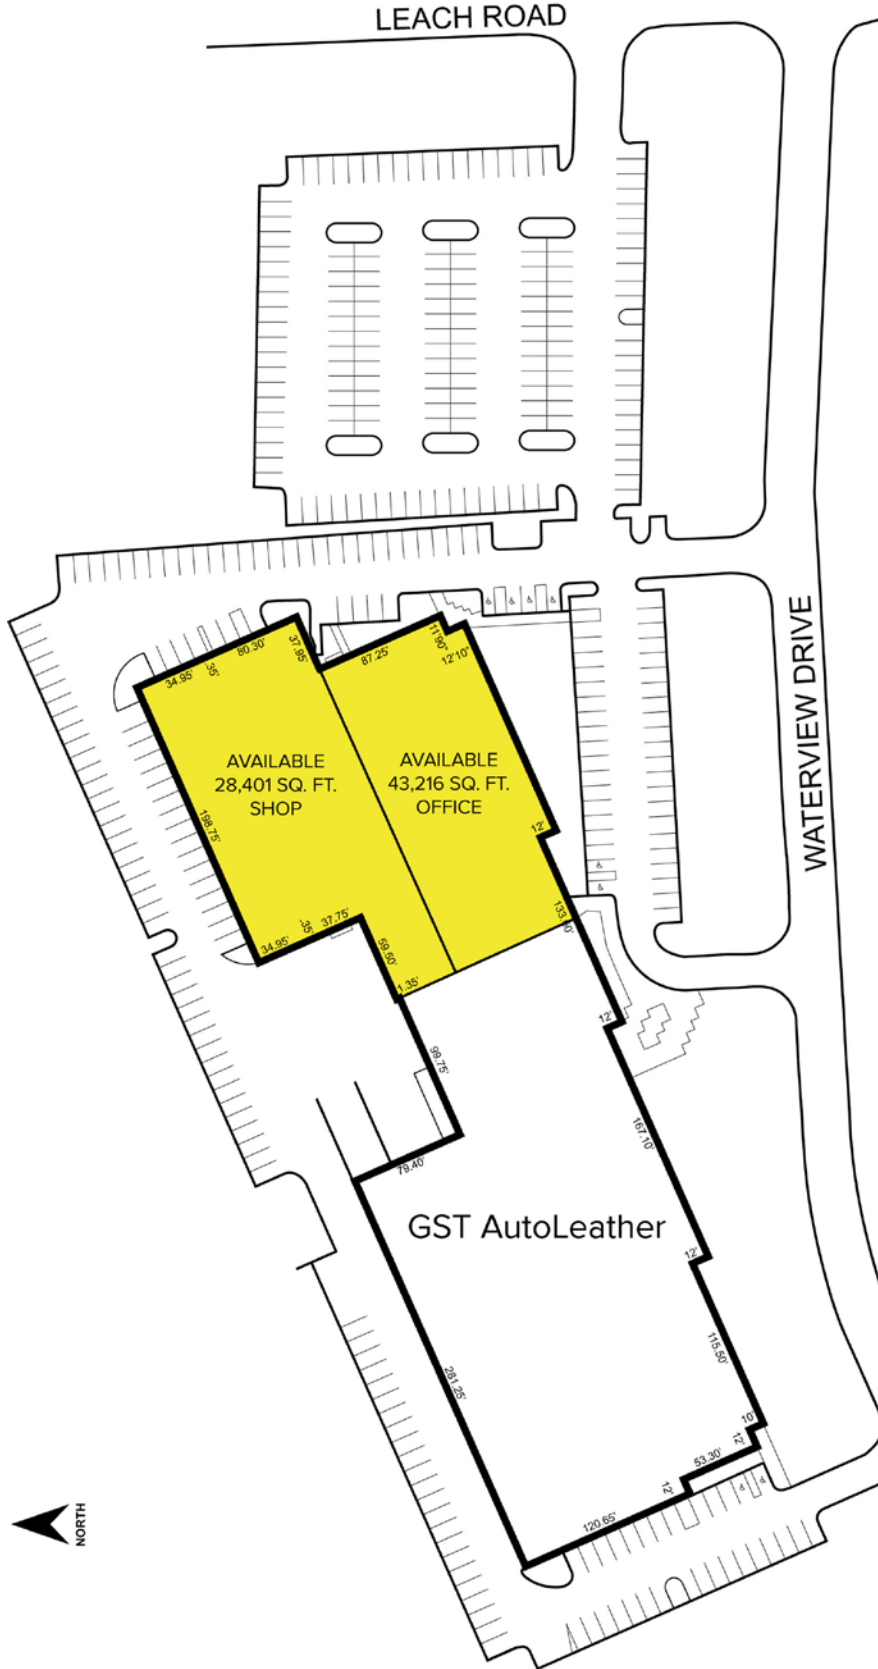 LEACH ROAD
WATERVIEW DRIVE
80.30'
37.95'
34.95'
.35'
87.25'
11'90"
12'10"
AVAILABLE
28,401 SQ. FT.
SHOP
AVAILABLE
43,216 SQ. FT.
OFFICE
198.75'
12'
34.95'
.35'
37.75'
59.60'
1.35'
12'
99.75'
167.10'
79.40'
GST AutoLeather
12'
115.50'
281.25'
10'
12'
53.30'
12'
120.65'
NORTH